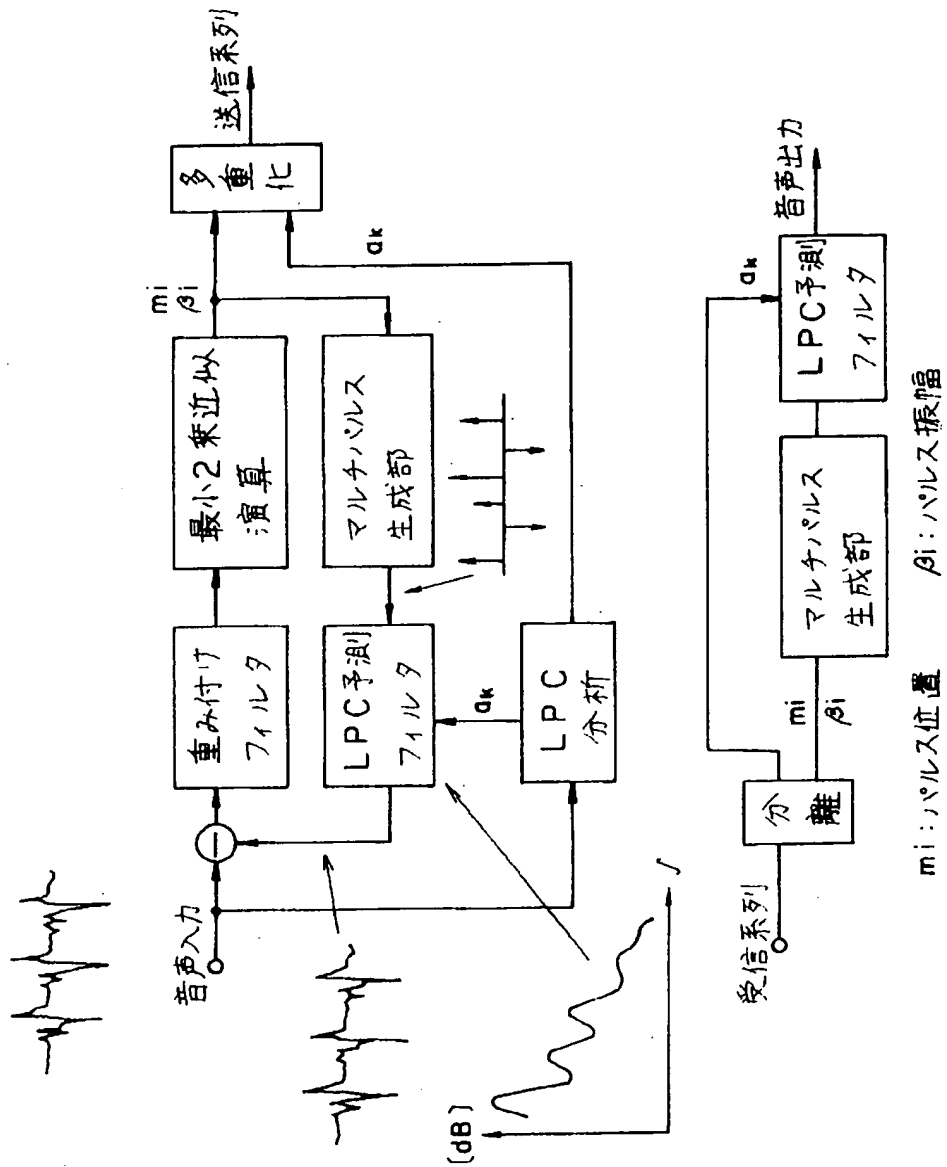 音声入力
重み付け
フィルタ
最小2乗近似
演算
mi
βi
多重化
送信系列
LPC予測
フィルタ
マルチパルス
生成部
ak
ak
LPC
分析
[dB]
f
受信系列
分離
mi
βi
マルチパルス
生成部
ak
LPC予測
フィルタ
音声出力
mi:パルス位置
βi:パルス振幅